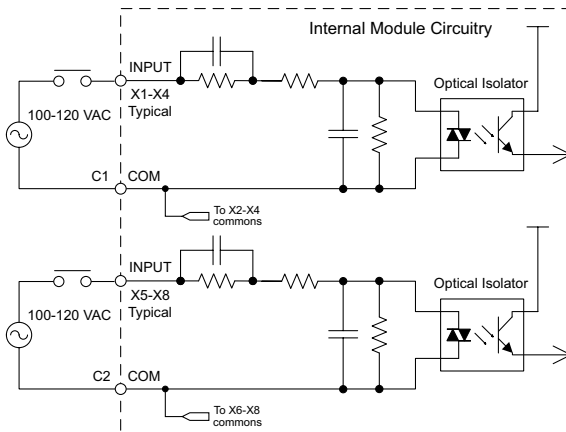 Internal Module Circuitry
INPUT
X1-X4
Typical
100-120 VAC
Optical Isolator
C1
COM
To X2-X4
commons
INPUT
X5-X8
Typical
100-120 VAC
Optical Isolator
C2
COM
To X6-X8
commons